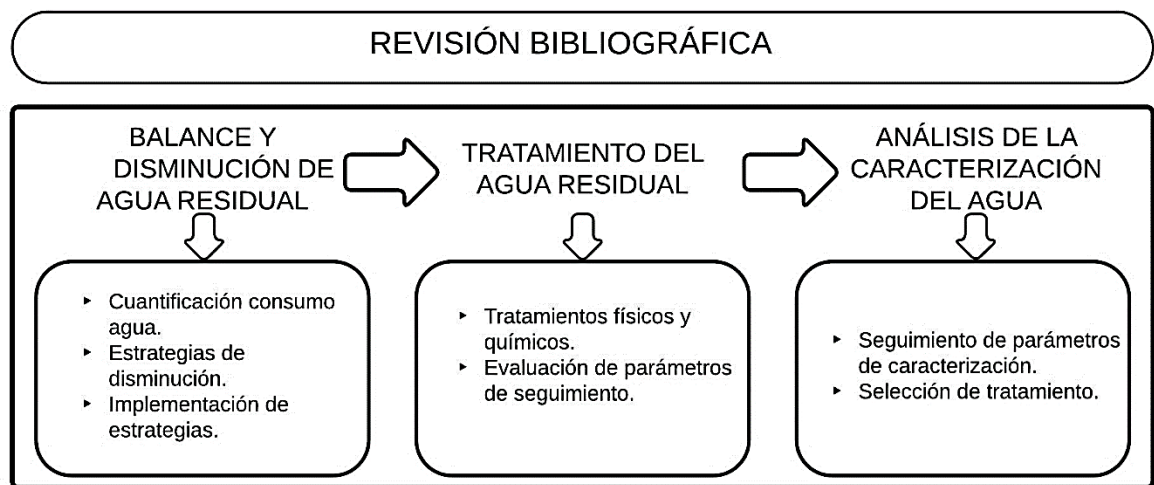 REVISIÓN BIBLIOGRÁFICA
BALANCE Y
DISMINUCIÓN DE
AGUA RESIDUAL
TRATAMIENTO DEL
AGUA RESIDUAL
ANÁLISIS DE LA
CARACTERIZACIÓN
DEL AGUA
▸ Cuantificación consumo
agua.
▸ Estrategias de
disminución.
▸ Implementación de
estrategias.
▸ Tratamientos físicos y
químicos.
▸ Evaluación de parámetros
de seguimiento.
▸ Seguimiento de parámetros
de caracterización.
▸ Selección de tratamiento.